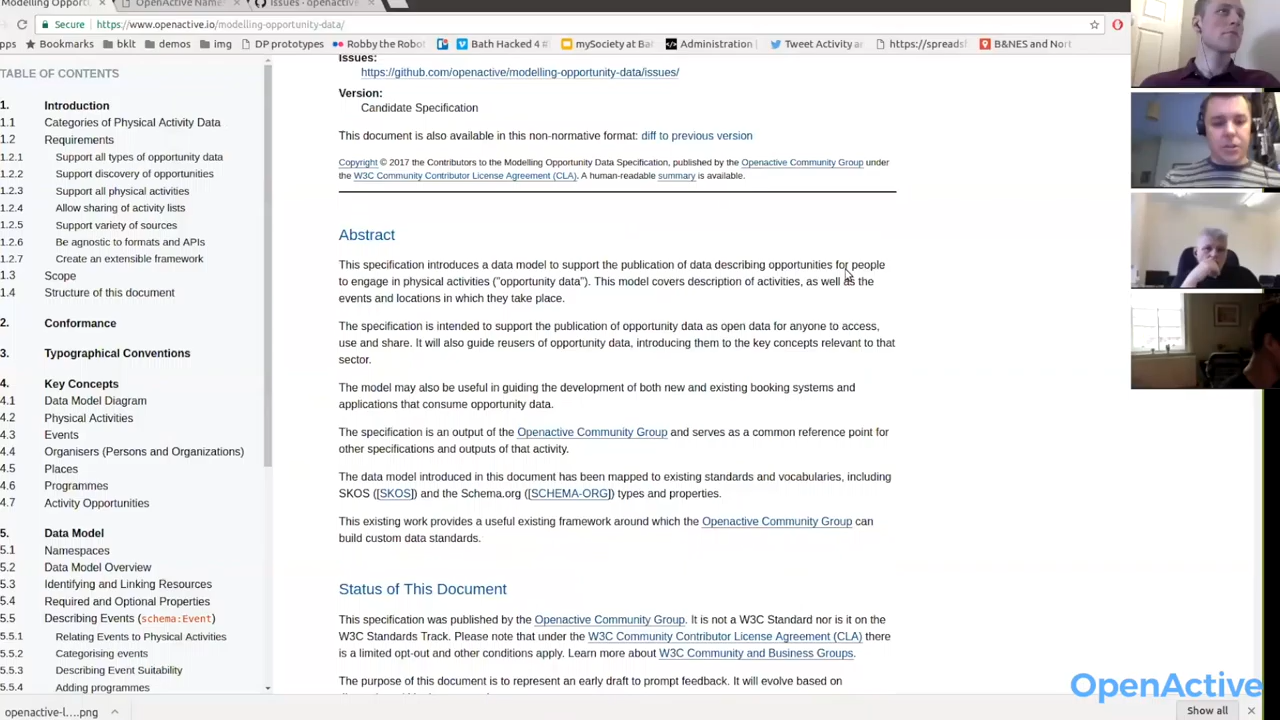 Modelling Opport
OpenActive Name
Issues · openactive
Secure
https://www.openactive.io/modelling-opportunity-data/
pps
Bookmarks
bklt
demos
img
DP prototypes
Robby the Robot
Bath Hacked 4 #
mySociety at Ba
Administration
Tweet Activity a
https://spreads
B&NES and Nort
TABLE OF CONTENTS
1. Introduction
1.1 Categories of Physical Activity Data
1.2 Requirements
1.2.1 Support all types of opportunity data
1.2.2 Support discovery of opportunities
1.2.3 Support all physical activities
1.2.4 Allow sharing of activity lists
1.2.5 Support variety of sources
1.2.6 Be agnostic to formats and APIs
1.2.7 Create an extensible framework
1.3 Scope
1.4 Structure of this document
2. Conformance
3. Typographical Conventions
4. Key Concepts
4.1 Data Model Diagram
4.2 Physical Activities
4.3 Events
4.4 Organisers (Persons and Organizations)
4.5 Places
4.6 Programmes
4.7 Activity Opportunities
5. Data Model
5.1 Namespaces
5.2 Data Model Overview
5.3 Identifying and Linking Resources
5.4 Required and Optional Properties
5.5 Describing Events (schema:Event)
5.5.1 Relating Events to Physical Activities
5.5.2 Categorising events
5.5.3 Describing Event Suitability
5.5.4 Adding programmes
Issues:
https://github.com/openactive/modelling-opportunity-data/issues/
Version:
Candidate Specification
This document is also available in this non-normative format: diff to previous version
Copyright © 2017 the Contributors to the Modelling Opportunity Data Specification, published by the Openactive Community Group under
the W3C Community Contributor License Agreement (CLA). A human-readable summary is available.
Abstract
This specification introduces a data model to support the publication of data describing opportunities for people
to engage in physical activities ("opportunity data"). This model covers description of activities, as well as the
events and locations in which they take place.
The specification is intended to support the publication of opportunity data as open data for anyone to access,
use and share. It will also guide reusers of opportunity data, introducing them to the key concepts relevant to that
sector.
The model may also be useful in guiding the development of both new and existing booking systems and
applications that consume opportunity data.
The specification is an output of the Openactive Community Group and serves as a common reference point for
other specifications and outputs of that activity.
The data model introduced in this document has been mapped to existing standards and vocabularies, including
SKOS ([SKOS]) and the Schema.org ([SCHEMA-ORG]) types and properties.
This existing work provides a useful existing framework around which the Openactive Community Group can
build custom data standards.
Status of This Document
This specification was published by the Openactive Community Group. It is not a W3C Standard nor is it on the
W3C Standards Track. Please note that under the W3C Community Contributor License Agreement (CLA) there
is a limited opt-out and other conditions apply. Learn more about W3C Community and Business Groups.
The purpose of this document is to represent an early draft to prompt feedback. It will evolve based on
OpenActive
openactive-l....png
Show all